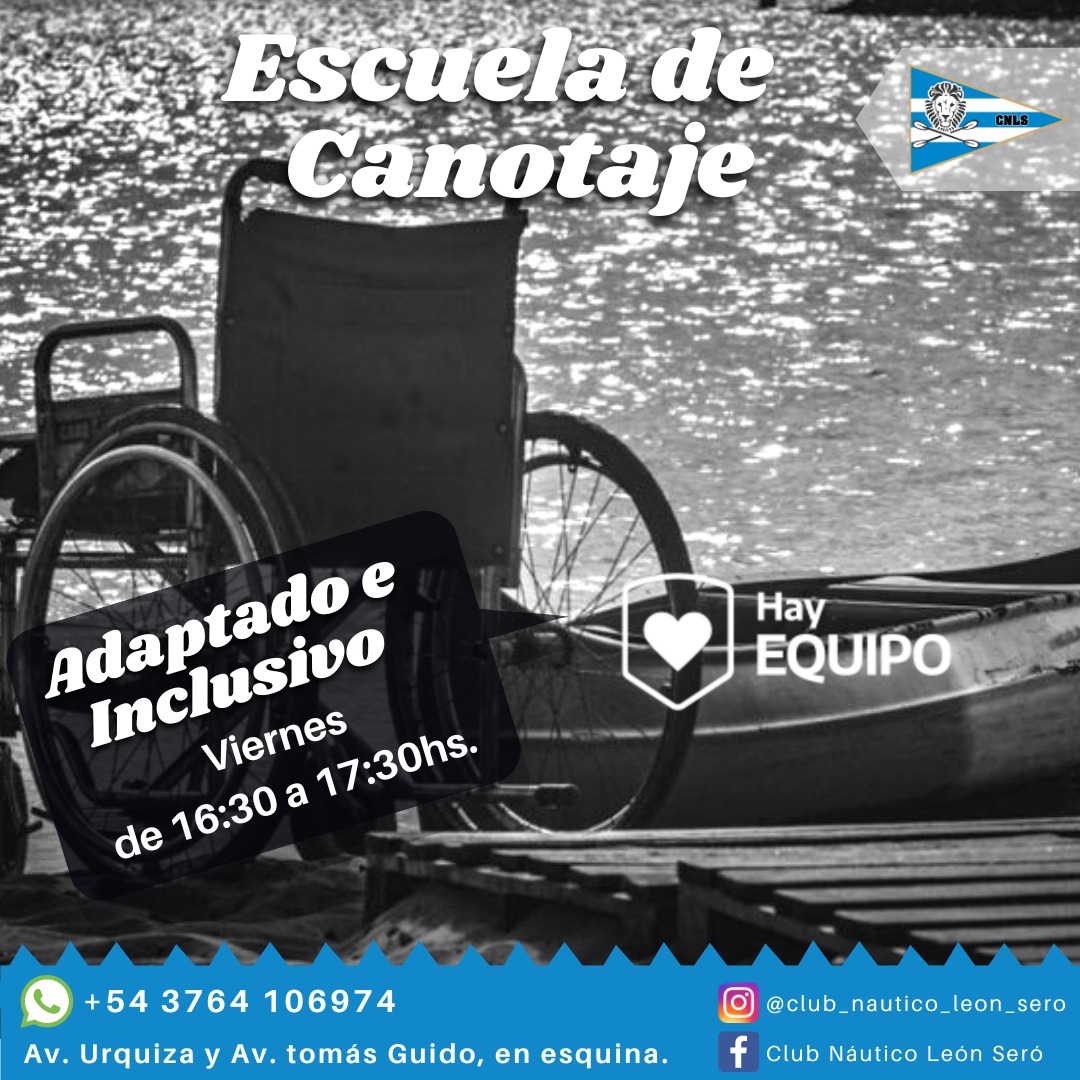 Escuela de
Canotaje
CNLS
Adaptado e
Inclusivo
Viernes
de 16:30 a 17:30hs.
Hay
EQUIPO
+54 3764 106974
Av. Urquiza y Av. tomás Guido, en esquina.
@club_nautico_leon_sero
Club Náutico León Seró